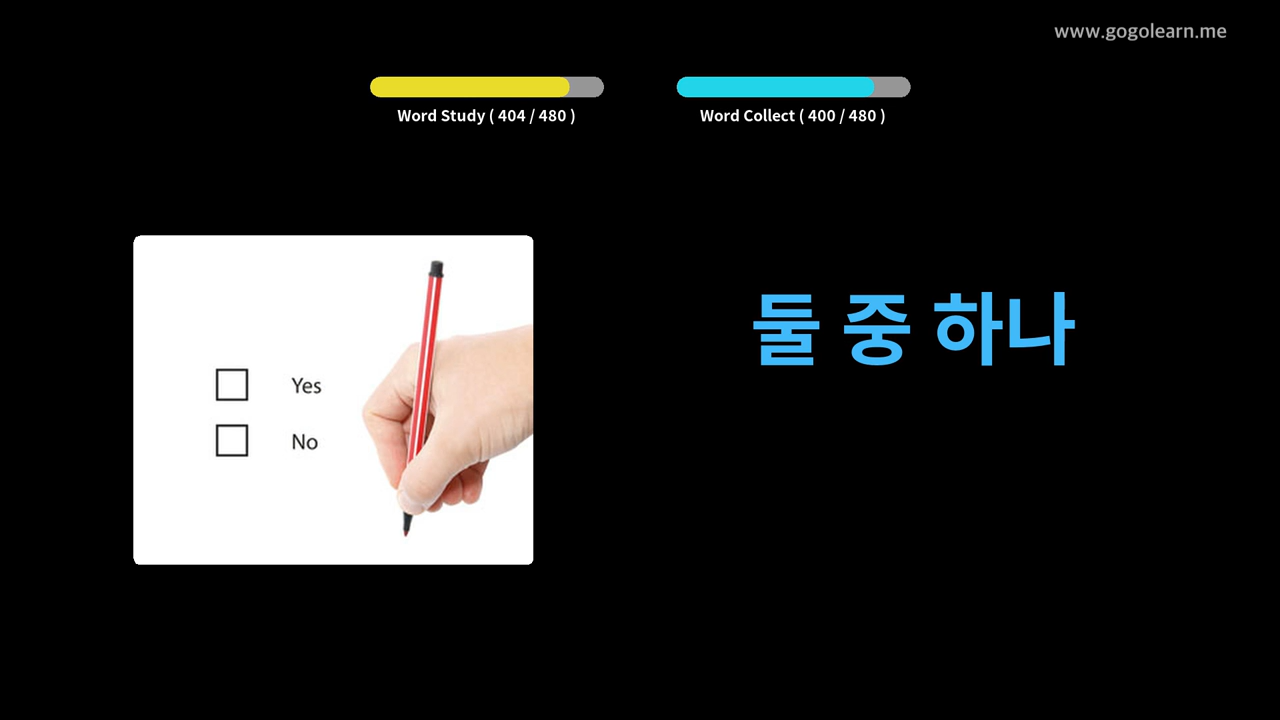 www.gogolearn.me
Word Study ( 404 / 480 )
Word Collect ( 400 / 480 )
Yes
No
둘 중 하나